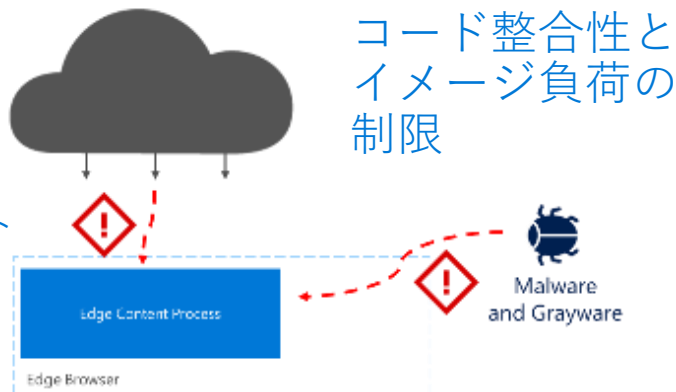 コード整合性と
イメージ負荷の
制限
Edge Content Process
Malware
and Grayware
Edge Browser